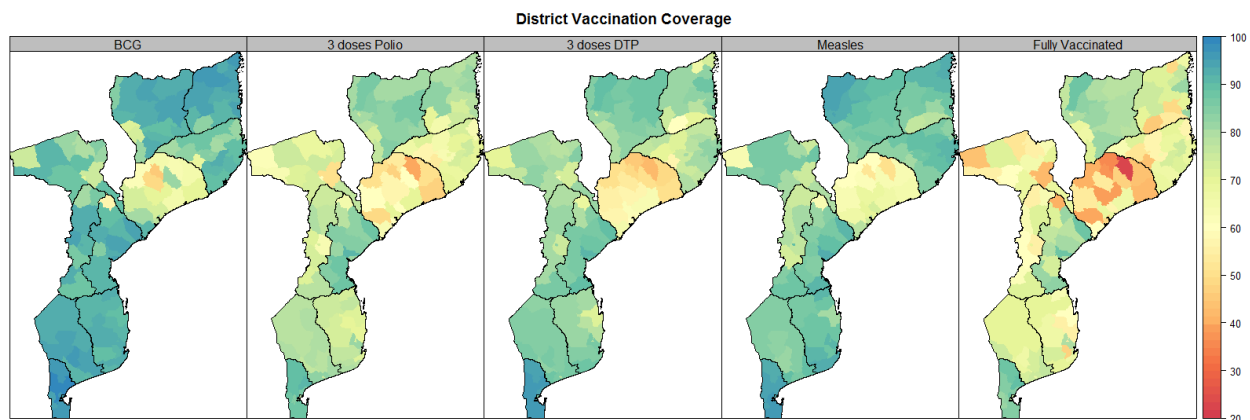 District Vaccination Coverage
BCG
3 doses Polio
3 doses DTP
Measles
Fully Vaccinated
100
90
80
70
60
50
40
30
20